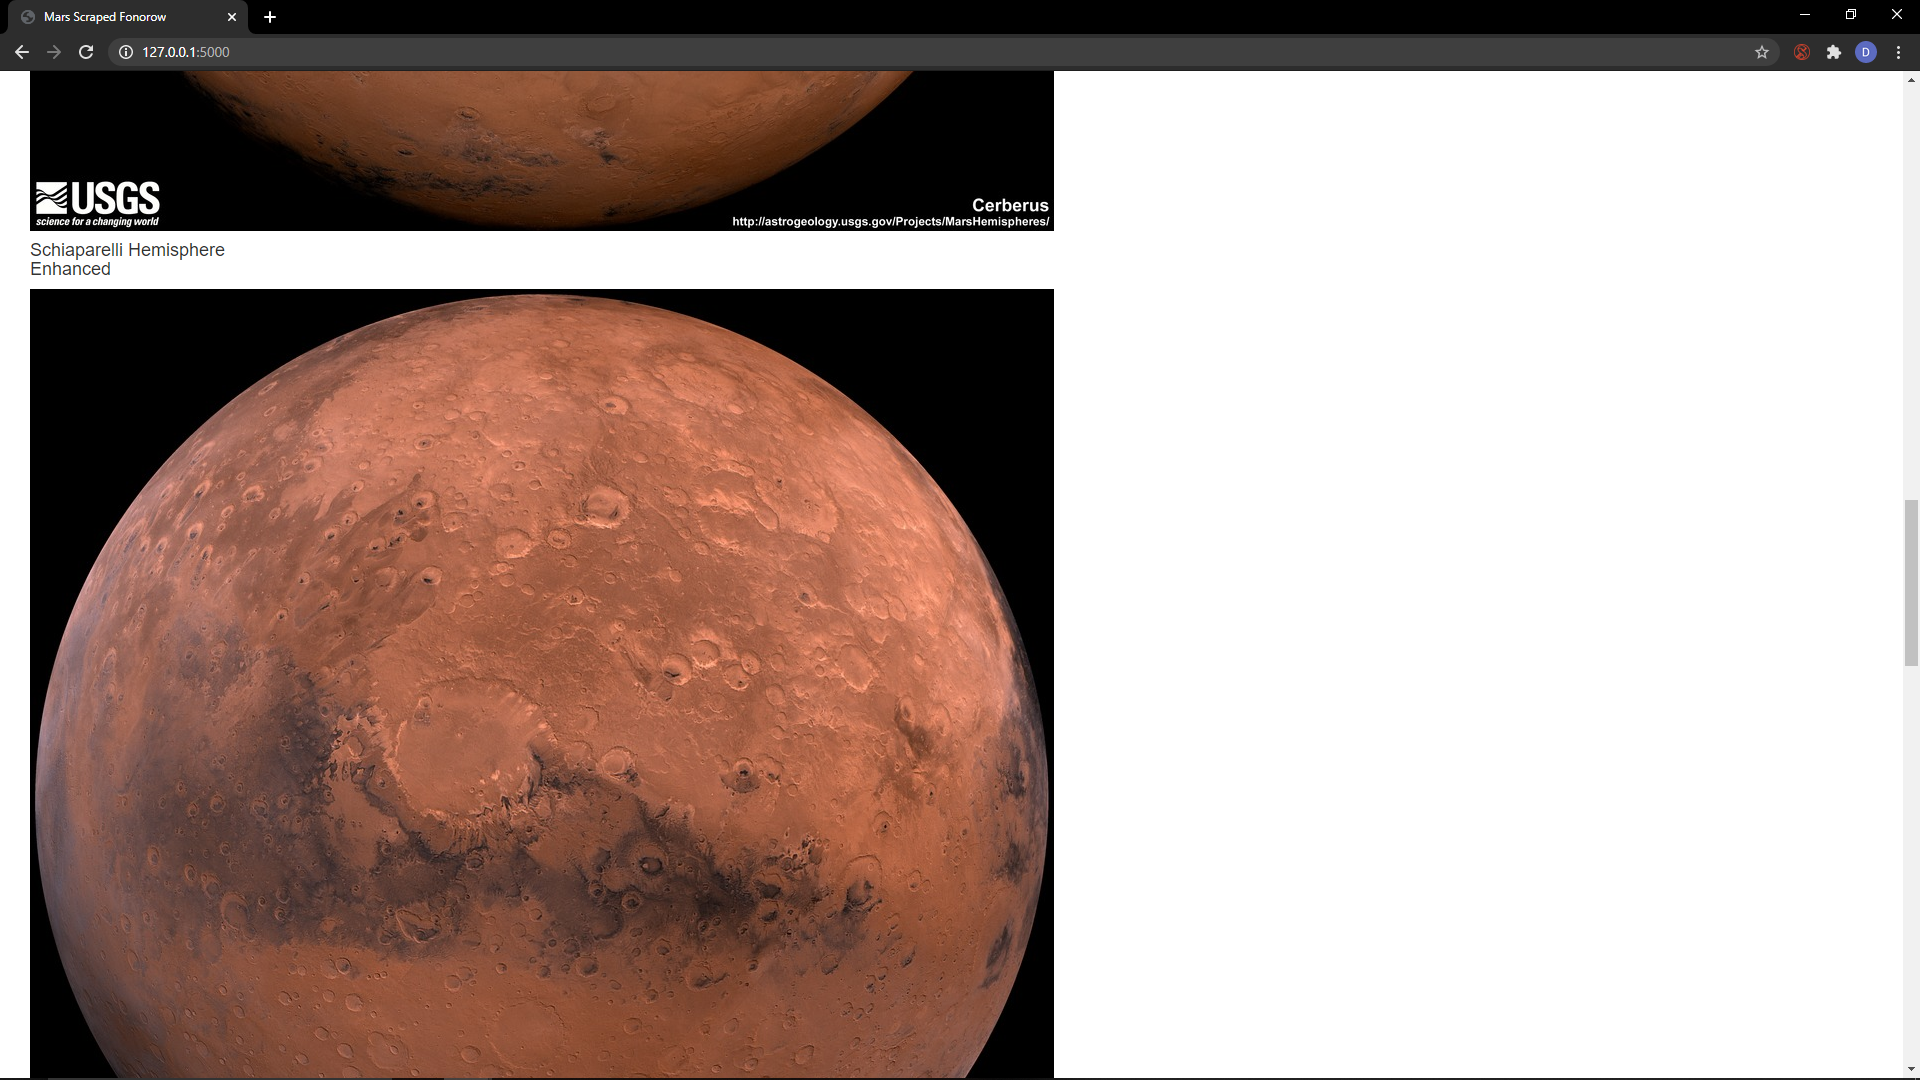 Mars Scraped Fonorow
127.0.0.1:5000
D
USGS
science for a changing world
Cerberus
http://astrogeology.usgs.gov/Projects/MarsHemispheres/
Schiaparelli Hemisphere
Enhanced